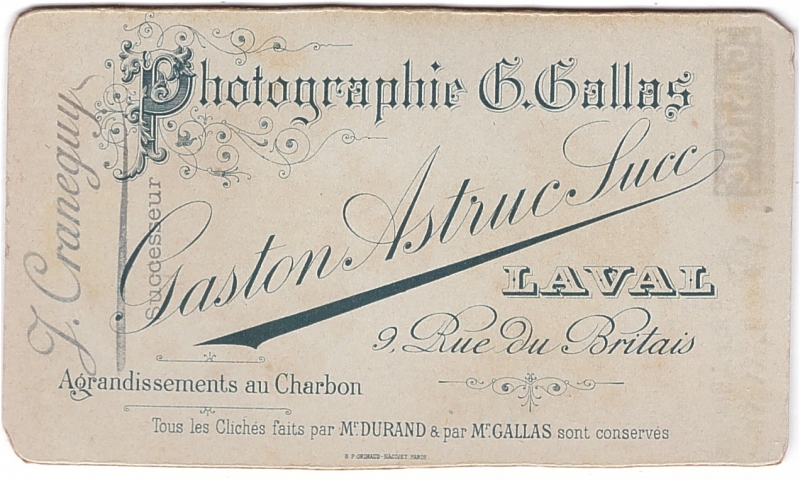 Photographie G. Gallas
Gaston Astruc Succ
LAVAL
9, Rue du Britais
Agrandissements au Charbon
Tous les Clichés faits par Mr. DURAND & par Mr. GALLAS sont conservés
J. Craneguy
Successeur